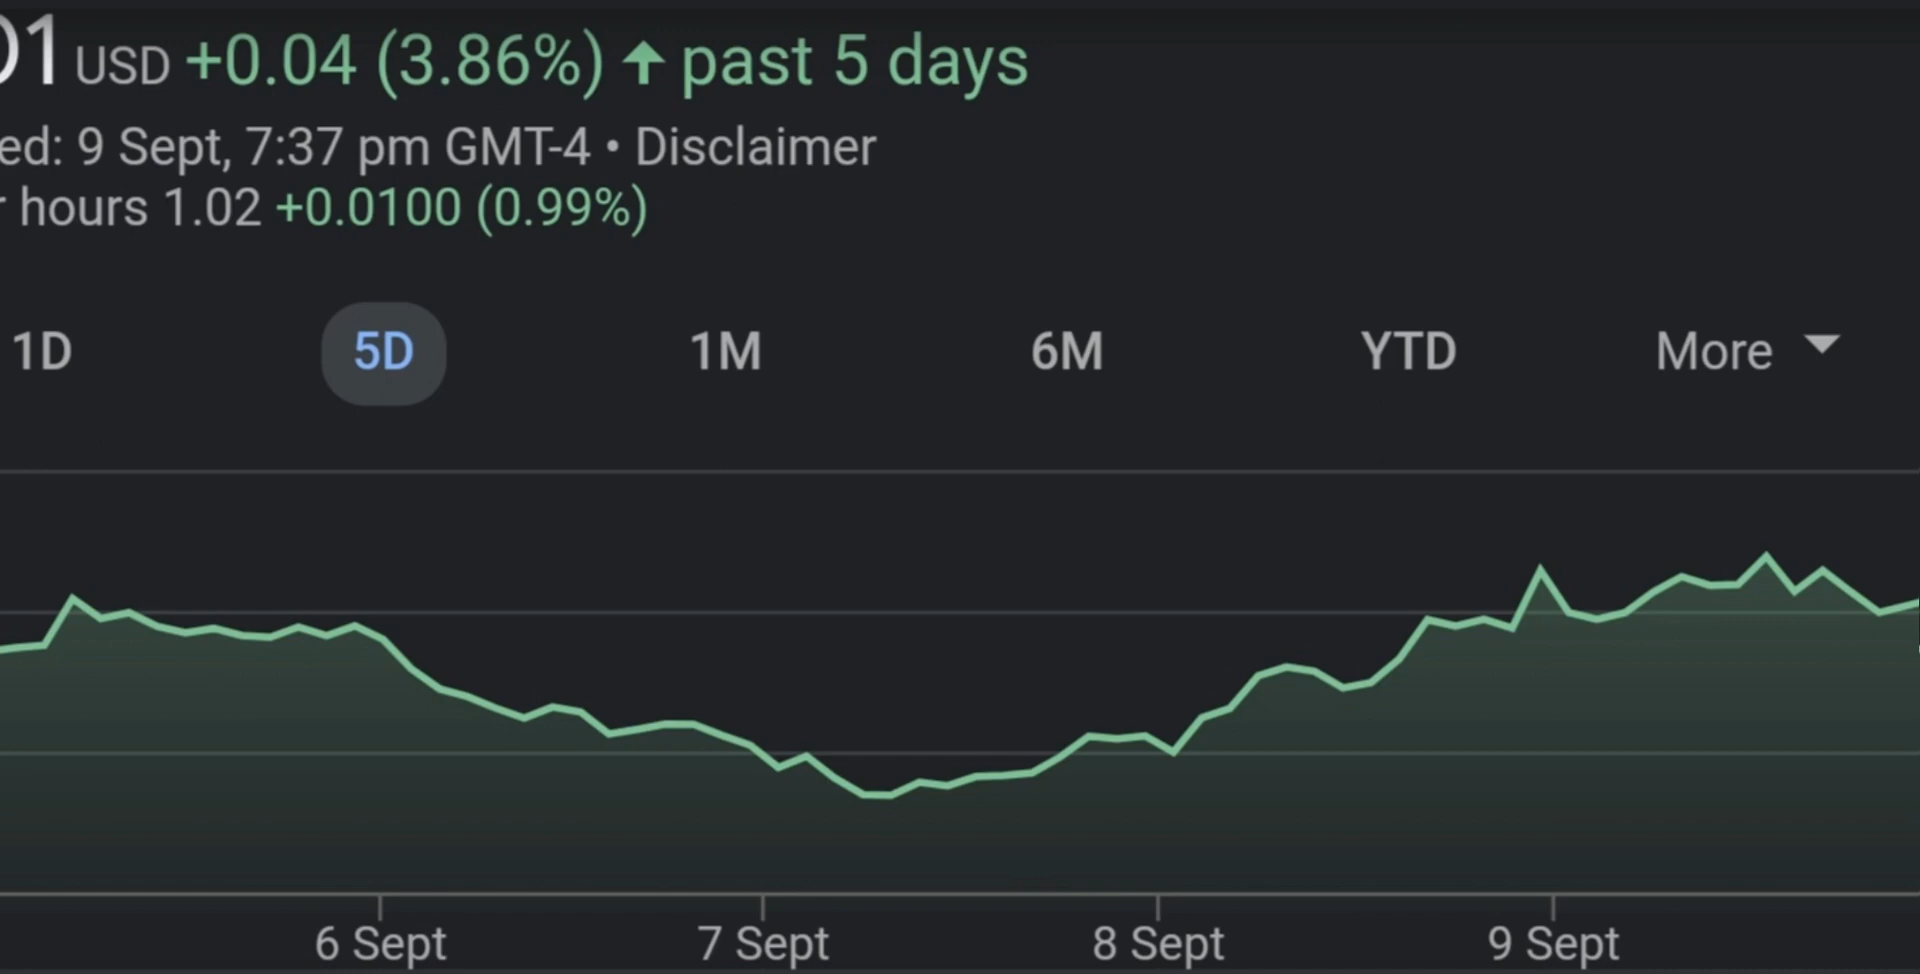 01 USD +0.04 (3.86%) ↑ past 5 days
ed: 9 Sept, 7:37 pm GMT-4 • Disclaimer
r hours 1.02 +0.0100 (0.99%)
1D 5D 1M 6M YTD More
6 Sept 7 Sept 8 Sept 9 Sept